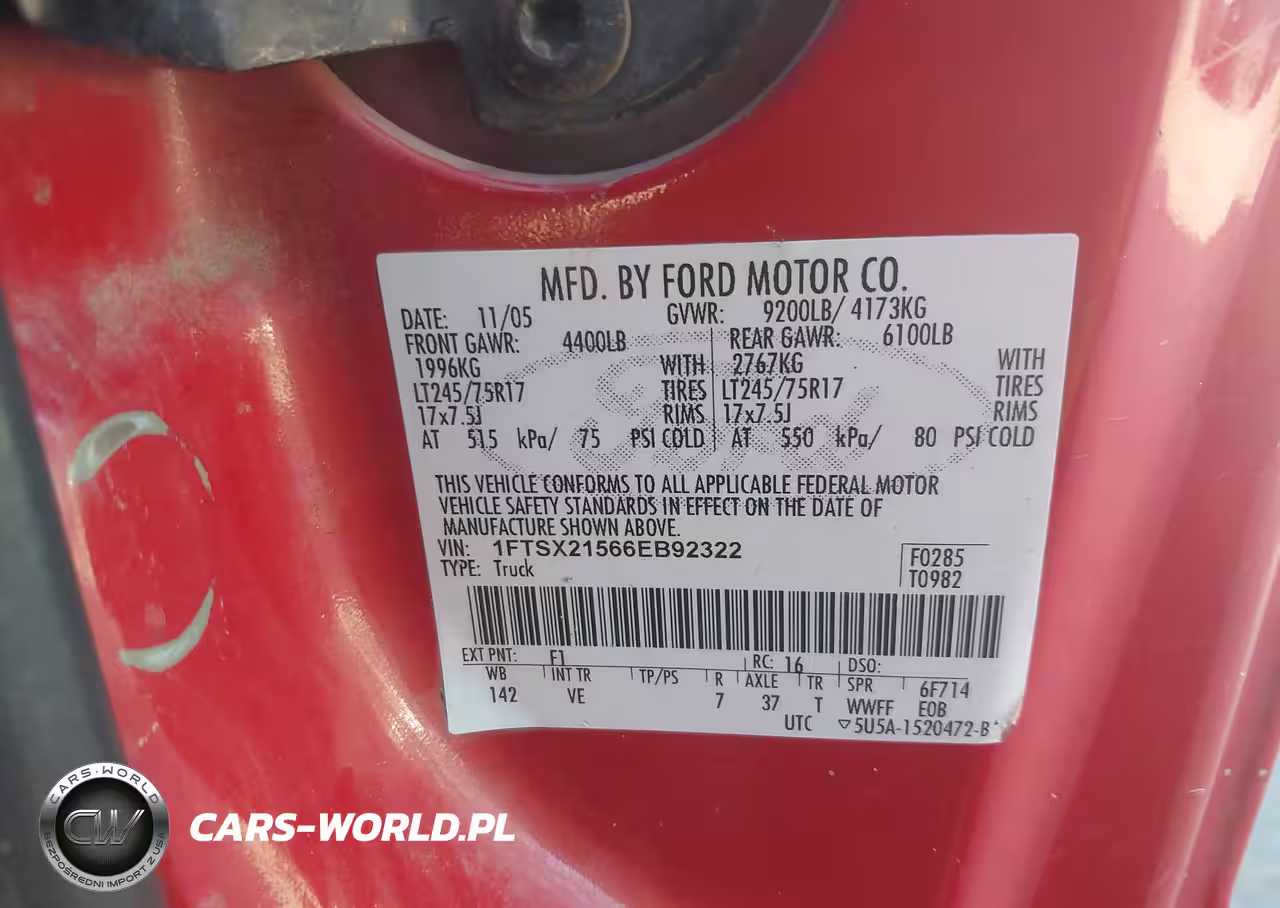 MFD. BY FORD MOTOR CO.
DATE: 11/05 GVWR: 9200LB/ 4173KG
FRONT GAWR: 4400LB REAR GAWR: 6100LB
1996KG WITH 2767KG WITH
LT245/75R17 TIRES LT245/75R17 TIRES
17x7.5J RIMS 17x7.5J RIMS
AT 515 kPa/ 75 PSI COLD AT 550 kPa/ 80 PSI COLD
THIS VEHICLE CONFORMS TO ALL APPLICABLE FEDERAL MOTOR
VEHICLE SAFETY STANDARDS IN EFFECT ON THE DATE OF
MANUFACTURE SHOWN ABOVE.
VIN: 1FTSX21566EB92322 F0285
TYPE: Truck T0982
EXT PNT: F1 RC: 16 DSO:
WB INT TR TP/PS R AXLE TR SPR 6F714
142 VE 7 37 T WWFF EOB
UTC ▽5U5A-1520472-B
CARS-WORLD
CW
BEZPOŚREDNI IMPORT Z USA
CARS-WORLD.PL